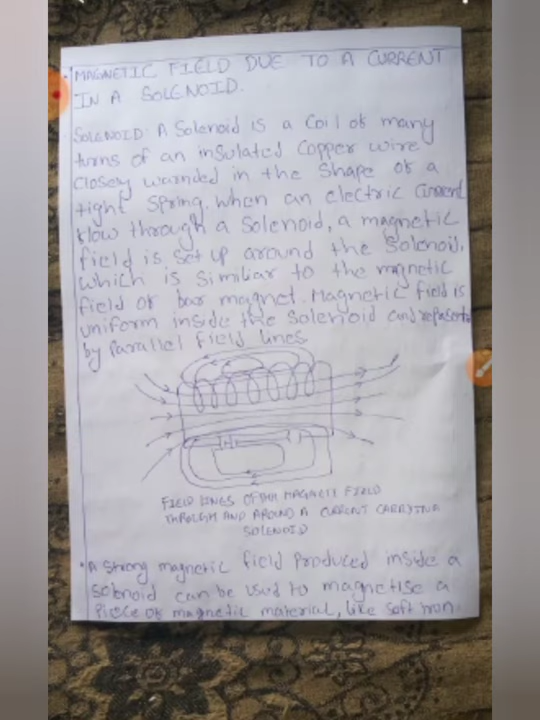 MAGNETIC FIELD DUE TO A CURRENT
IN A SOLENOID.
SOLENOID: A Solenoid is a Coil of many
turns of an insulated Copper wire
Closely warnded in the shape of a
tight Spring. When an electric Current
flow through a Solenoid, a magnetic
field is set up around the Solenoid,
which is similiar to the magnetic
field of bar magnet. Magnetic field is
uniform inside the Solenoid and represents
by Parallel field lines
FIELD LINES OF THE MAGNETIC FIELD
THROUGH AND AROUND A CURRENT CARRYING
SOLENOID
• A Strong magnetic field Produced inside a
solenoid can be used to magnetise a
Piece of magnetic material, like Soft Iron.